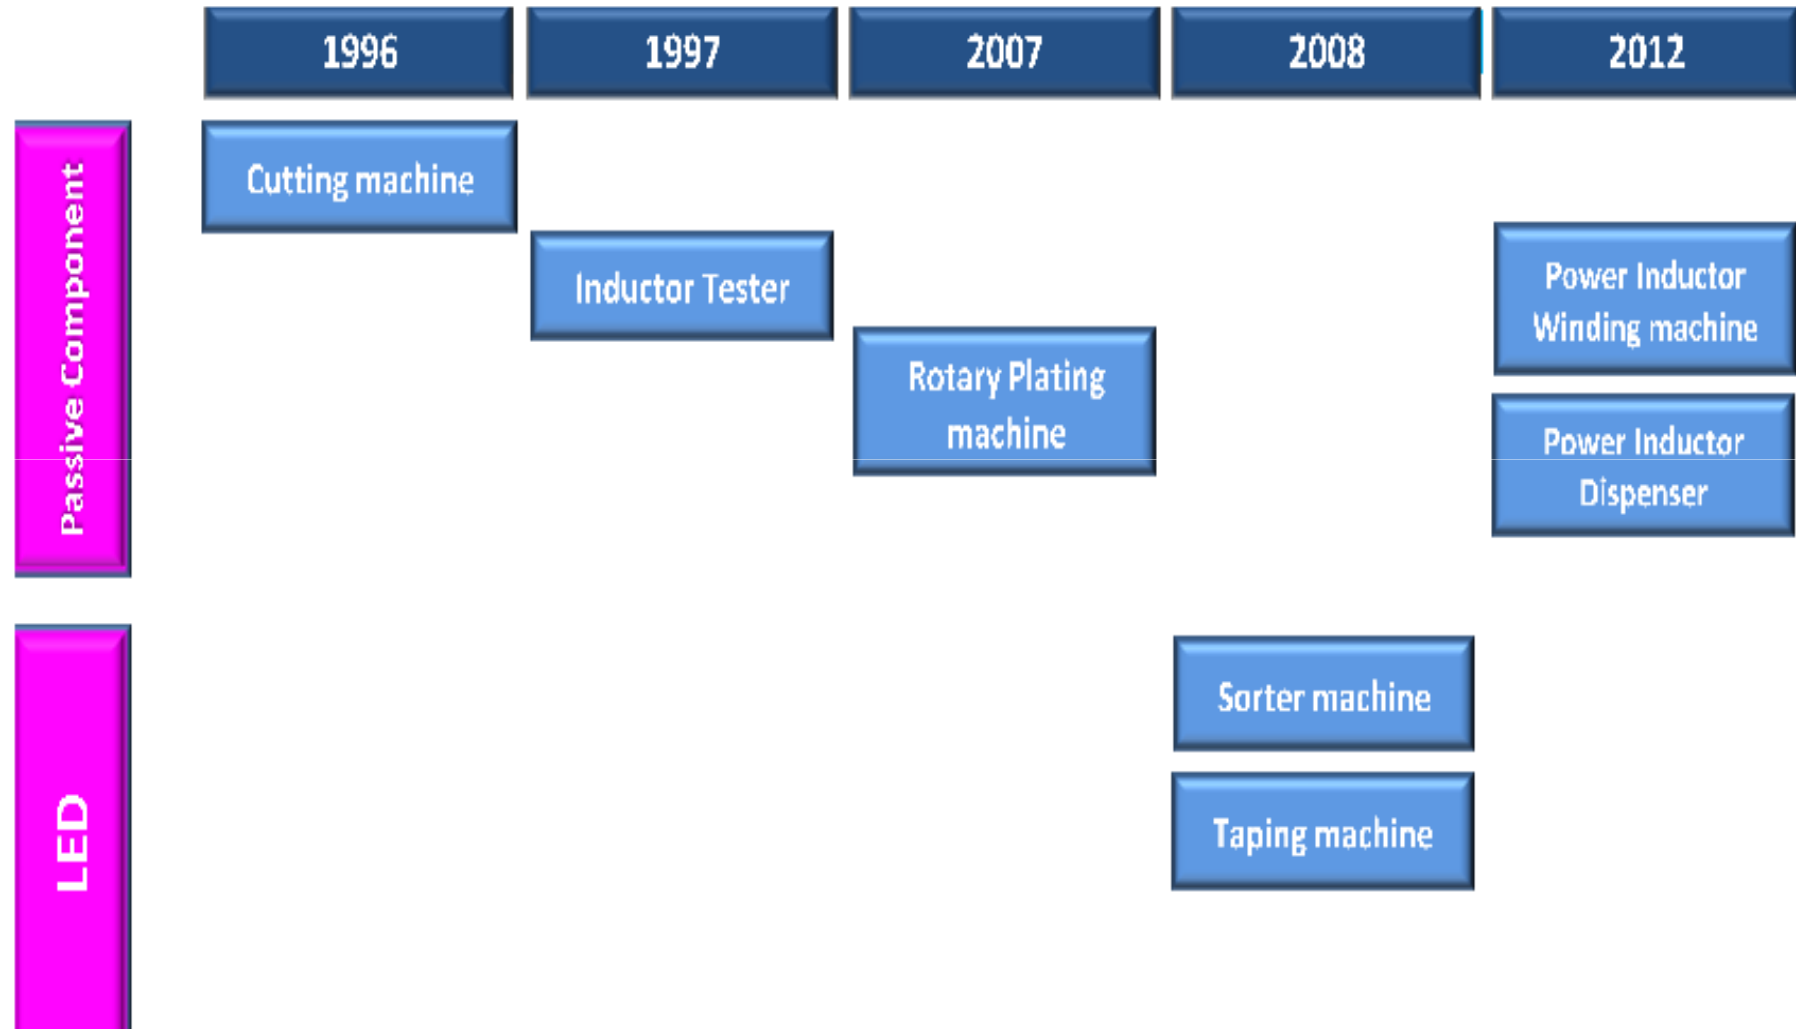 1996
1997
2007
2008
2012
Passive Component
Cutting machine
Inductor Tester
Rotary Plating
machine
Power Inductor
Winding machine
Power Inductor
Dispenser
LED
Sorter machine
Taping machine